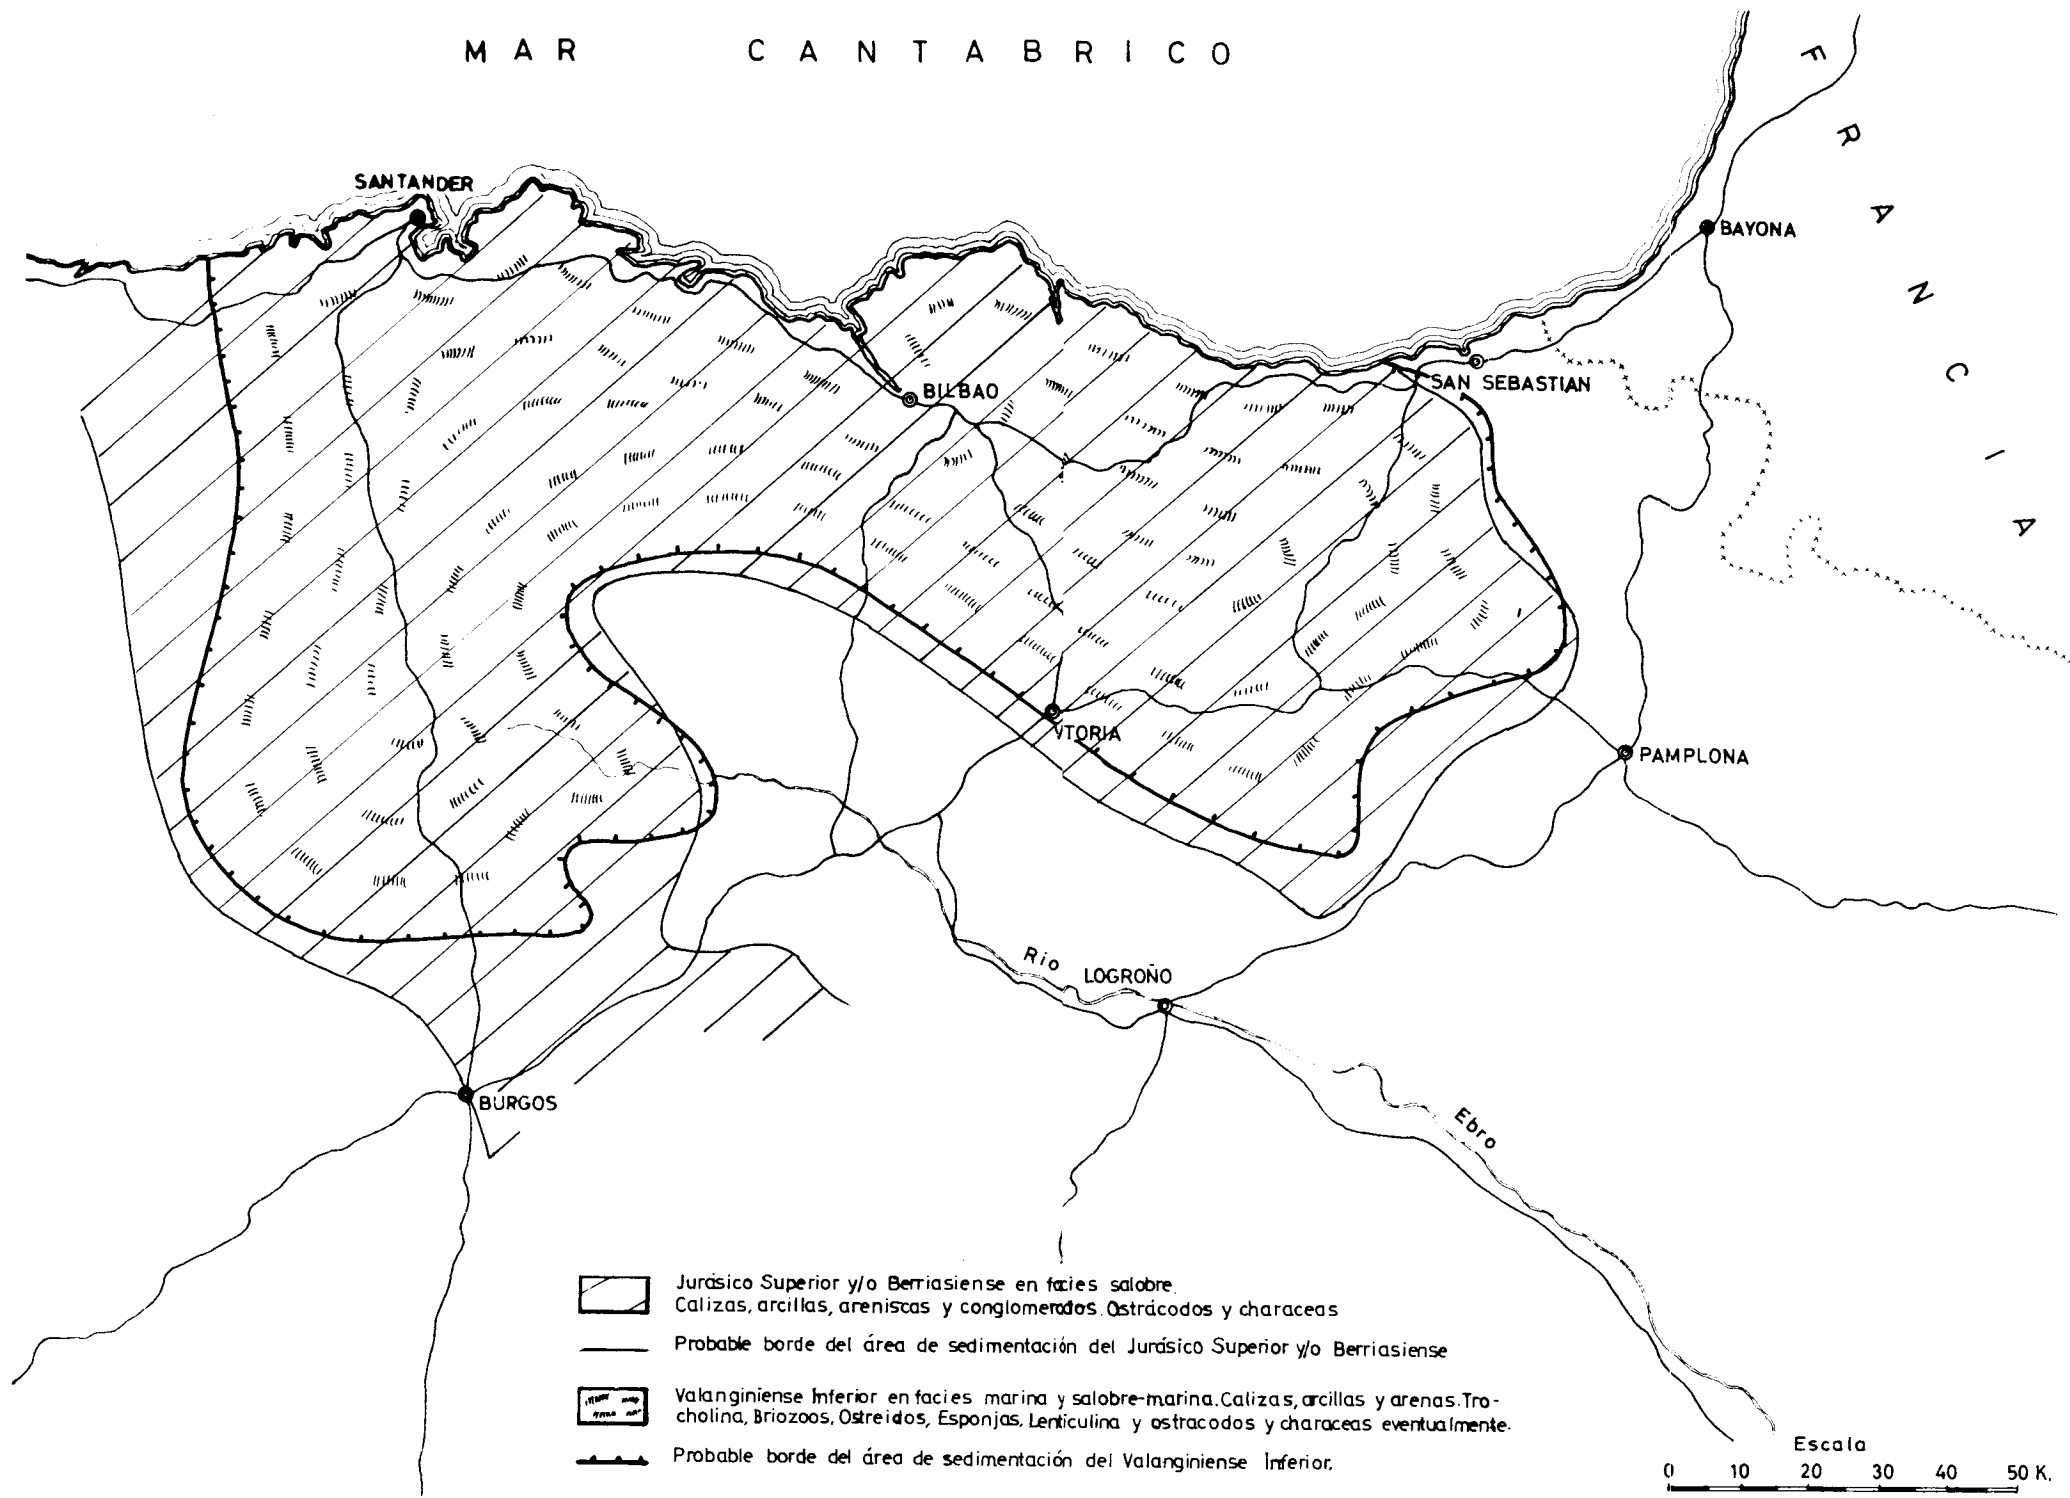 MAR CANTABRICO
FRANCIA
SANTANDER
BAYONA
BILBAO
SAN SEBASTIAN
VTORIA
PAMPLONA
Rio
LOGROÑO
BURGOS
Ebro
Jurásico Superior y/o Berriasiense en facies salobre.
Calizas, arcillas, areniscas y conglomerados. Ostrácodos y characeas
Probable borde del área de sedimentación del Jurásico Superior y/o Berriasiense
Valanginiense Inferior en facies marina y salobre-marina. Calizas, arcillas y arenas. Tro-
cholina, Briozoos, Ostreidos, Esponjas, Lenticulina y ostracodos y characeas eventualmente.
Probable borde del área de sedimentación del Valanginiense Inferior.
Escala
0 10 20 30 40 50 K.